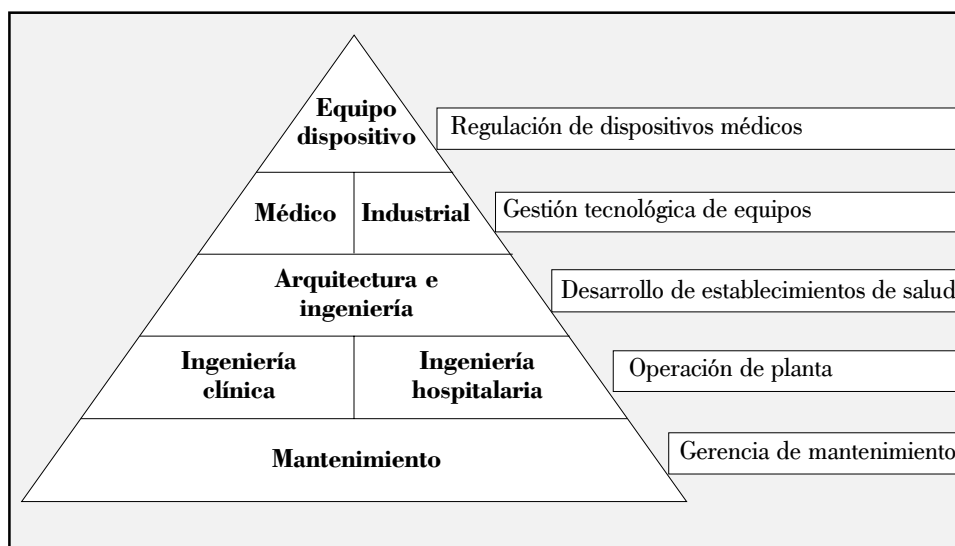 Equipo
dispositivo
Regulación de dispositivos médicos
Médico
Industrial
Gestión tecnológica de equipos
Arquitectura e
ingeniería
Desarrollo de establecimientos de salud
Ingeniería
clínica
Ingeniería
hospitalaria
Operación de planta
Mantenimiento
Gerencia de mantenimiento